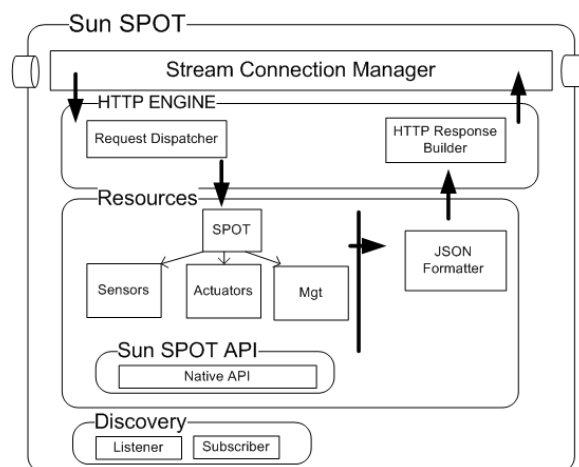 Sun SPOT
Stream Connection Manager
HTTP ENGINE
Request Dispatcher
HTTP Response
Builder
Resources
SPOT
JSON
Formatter
Sensors
Actuators
Mgt
Sun SPOT API
Native API
Discovery
Listener
Subscriber